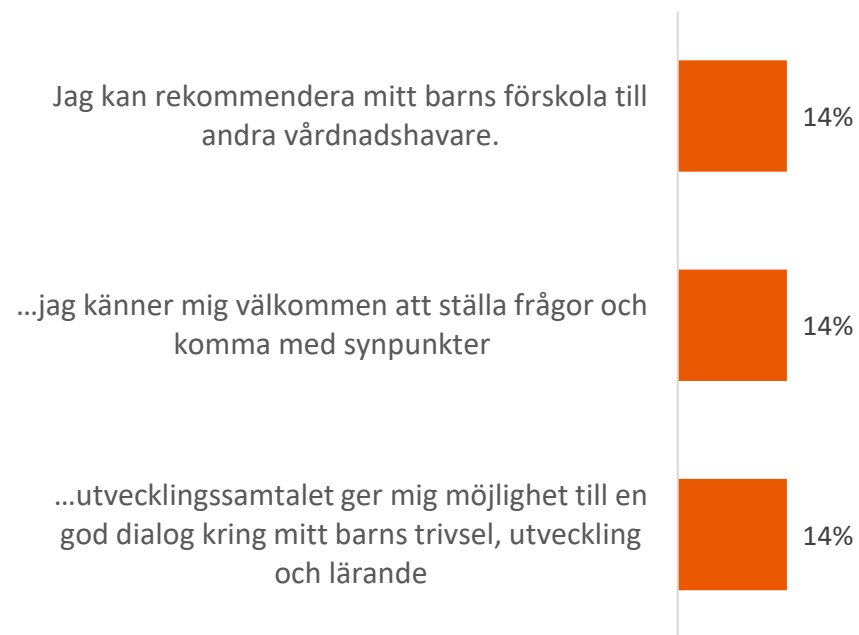 Jag kan rekommendera mitt barns förskola till
andra vårdnadshavare.
14%
...jag känner mig välkommen att ställa frågor och
komma med synpunkter
14%
...utvecklingssamtalet ger mig möjlighet till en
god dialog kring mitt barns trivsel, utveckling
och lärande
14%